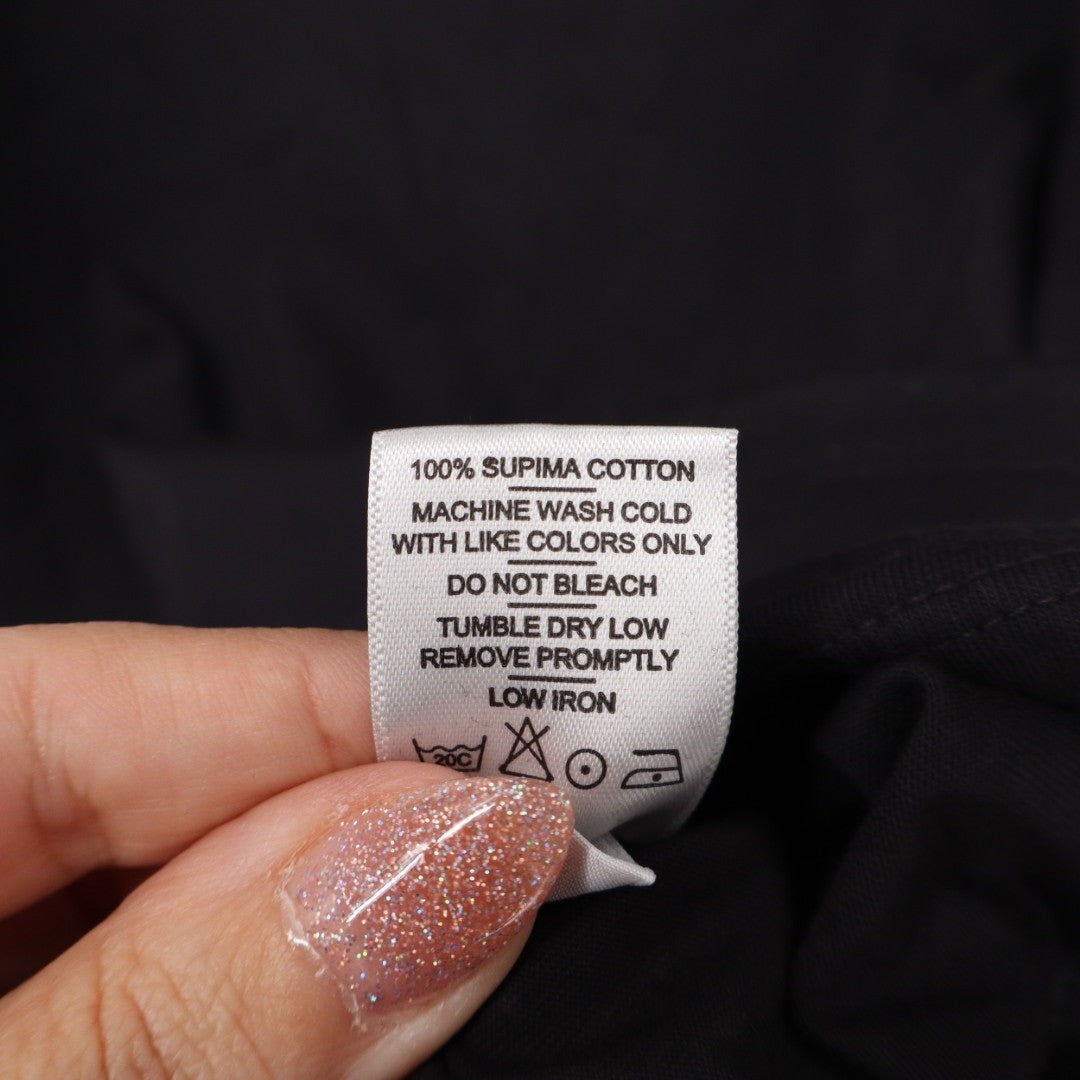 100% SUPIMA COTTON
MACHINE WASH COLD
WITH LIKE COLORS ONLY
DO NOT BLEACH
TUMBLE DRY LOW
REMOVE PROMPTLY
LOW IRON
20C